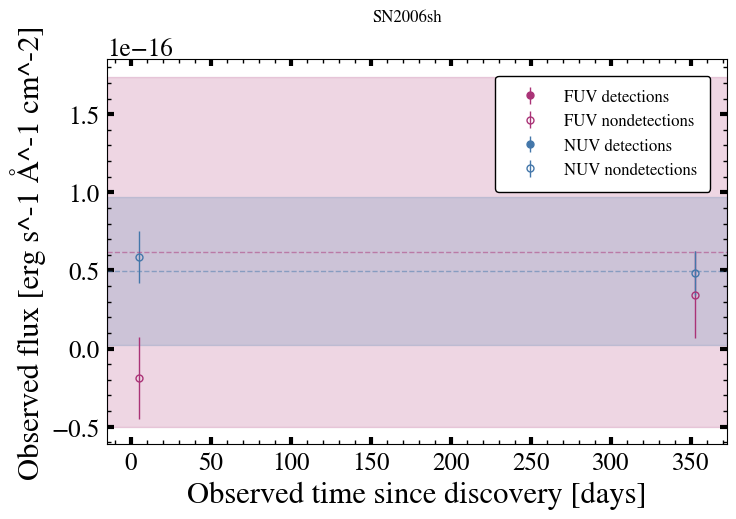 SN2006sh
1e−16
Observed flux [erg s^-1 Å^-1 cm^-2]
1.5
1.0
0.5
0.0
−0.5
FUV detections
FUV nondetections
NUV detections
NUV nondetections
0 50 100 150 200 250 300 350
Observed time since discovery [days]